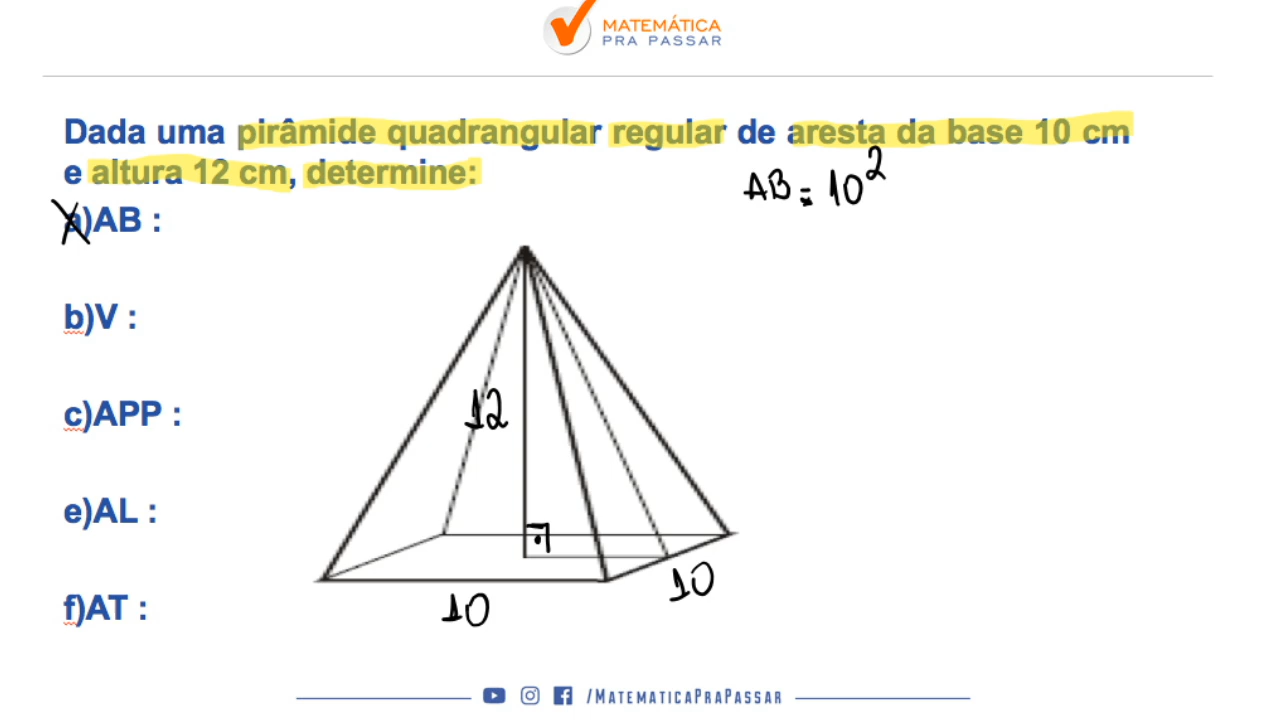 MATEMÁTICA
PRA PASSAR
Dada uma pirâmide quadrangular regular de aresta da base 10 cm
e altura 12 cm, determine:
AB = 10²
a)AB :
b)V :
c)APP :
12
e)AL :
10
f)AT :
10
/MATEMATICAPRAPASSAR